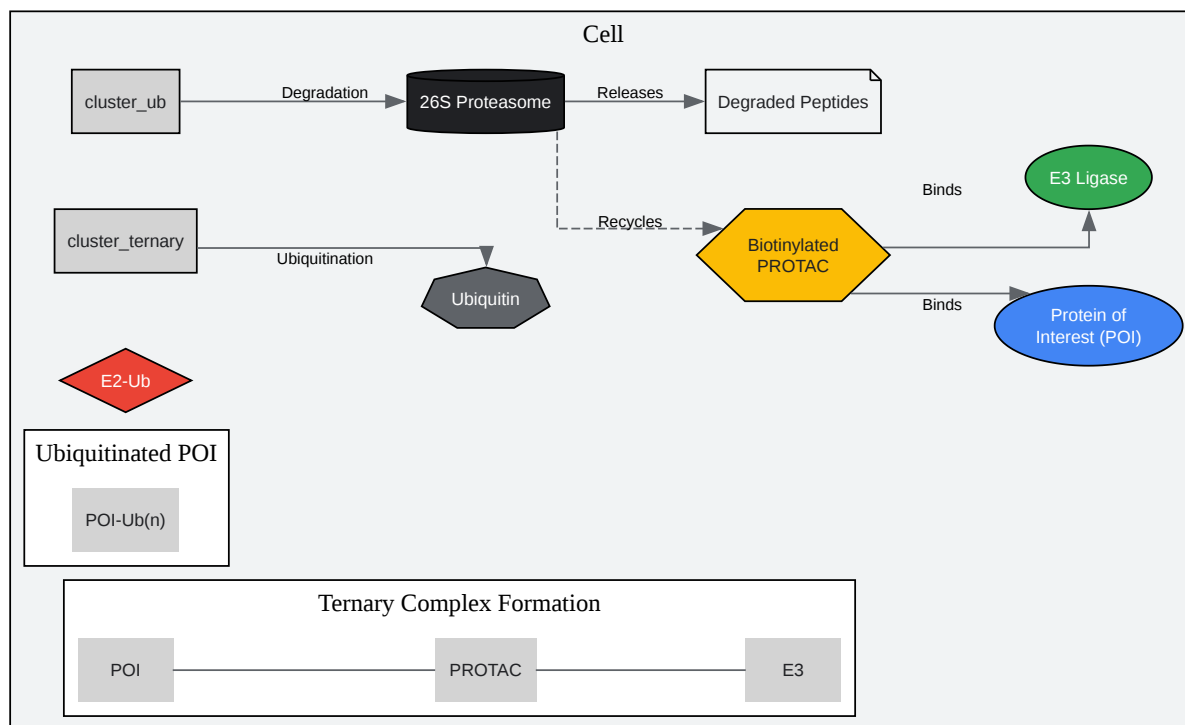 Cell
cluster_ub
Degradation
26S Proteasome
Releases
Degraded Peptides
E3 Ligase
Binds
cluster_ternary
Ubiquitination
Recycles
Biotinylated
PROTAC
Ubiquitin
Binds
Protein of
Interest (POI)
E2-Ub
Ubiquitinated POI
POI-Ub(n)
Ternary Complex Formation
POI
PROTAC
E3